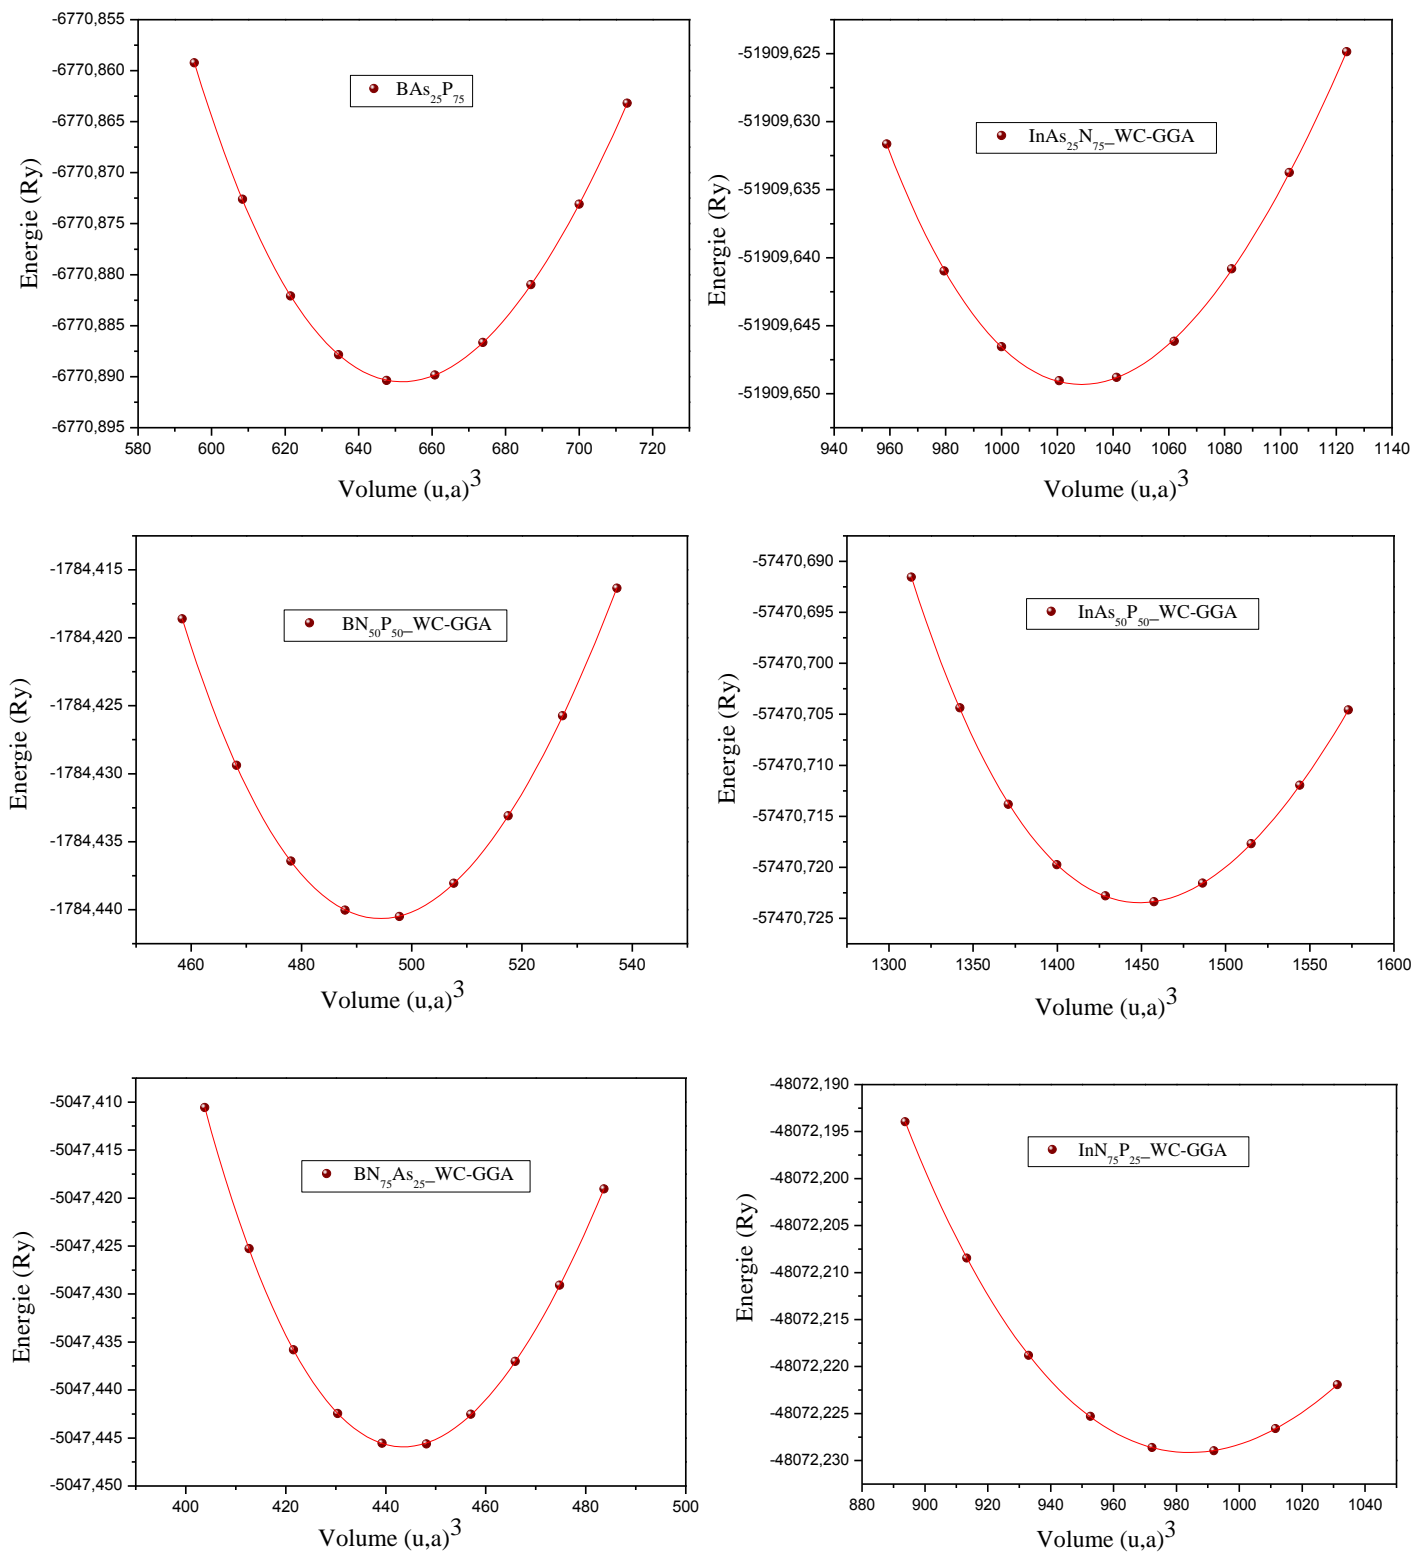 -6770,855
-6770,860
-6770,865
-6770,870
-6770,875
-6770,880
-6770,885
-6770,890
-6770,895
Energie (Ry)
BAs25P75
580 600 620 640 660 680 700 720
Volume (u,a)3
-51909,625
-51909,630
-51909,635
-51909,640
-51909,645
-51909,650
Energie (Ry)
InAs25N75_WC-GGA
940 960 980 1000 1020 1040 1060 1080 1100 1120 1140
Volume (u,a)3
-1784,415
-1784,420
-1784,425
-1784,430
-1784,435
-1784,440
Energie (Ry)
BN50P50_WC-GGA
460 480 500 520 540
Volume (u,a)3
-57470,690
-57470,695
-57470,700
-57470,705
-57470,710
-57470,715
-57470,720
-57470,725
Energie (Ry)
InAs50P50_WC-GGA
1300 1350 1400 1450 1500 1550 1600
Volume (u,a)3
-5047,410
-5047,415
-5047,420
-5047,425
-5047,430
-5047,435
-5047,440
-5047,445
-5047,450
Energie (Ry)
BN75As25_WC-GGA
400 420 440 460 480 500
Volume (u,a)3
-48072,190
-48072,195
-48072,200
-48072,205
-48072,210
-48072,215
-48072,220
-48072,225
-48072,230
Energie (Ry)
InN75P25_WC-GGA
880 900 920 940 960 980 1000 1020 1040
Volume (u,a)3